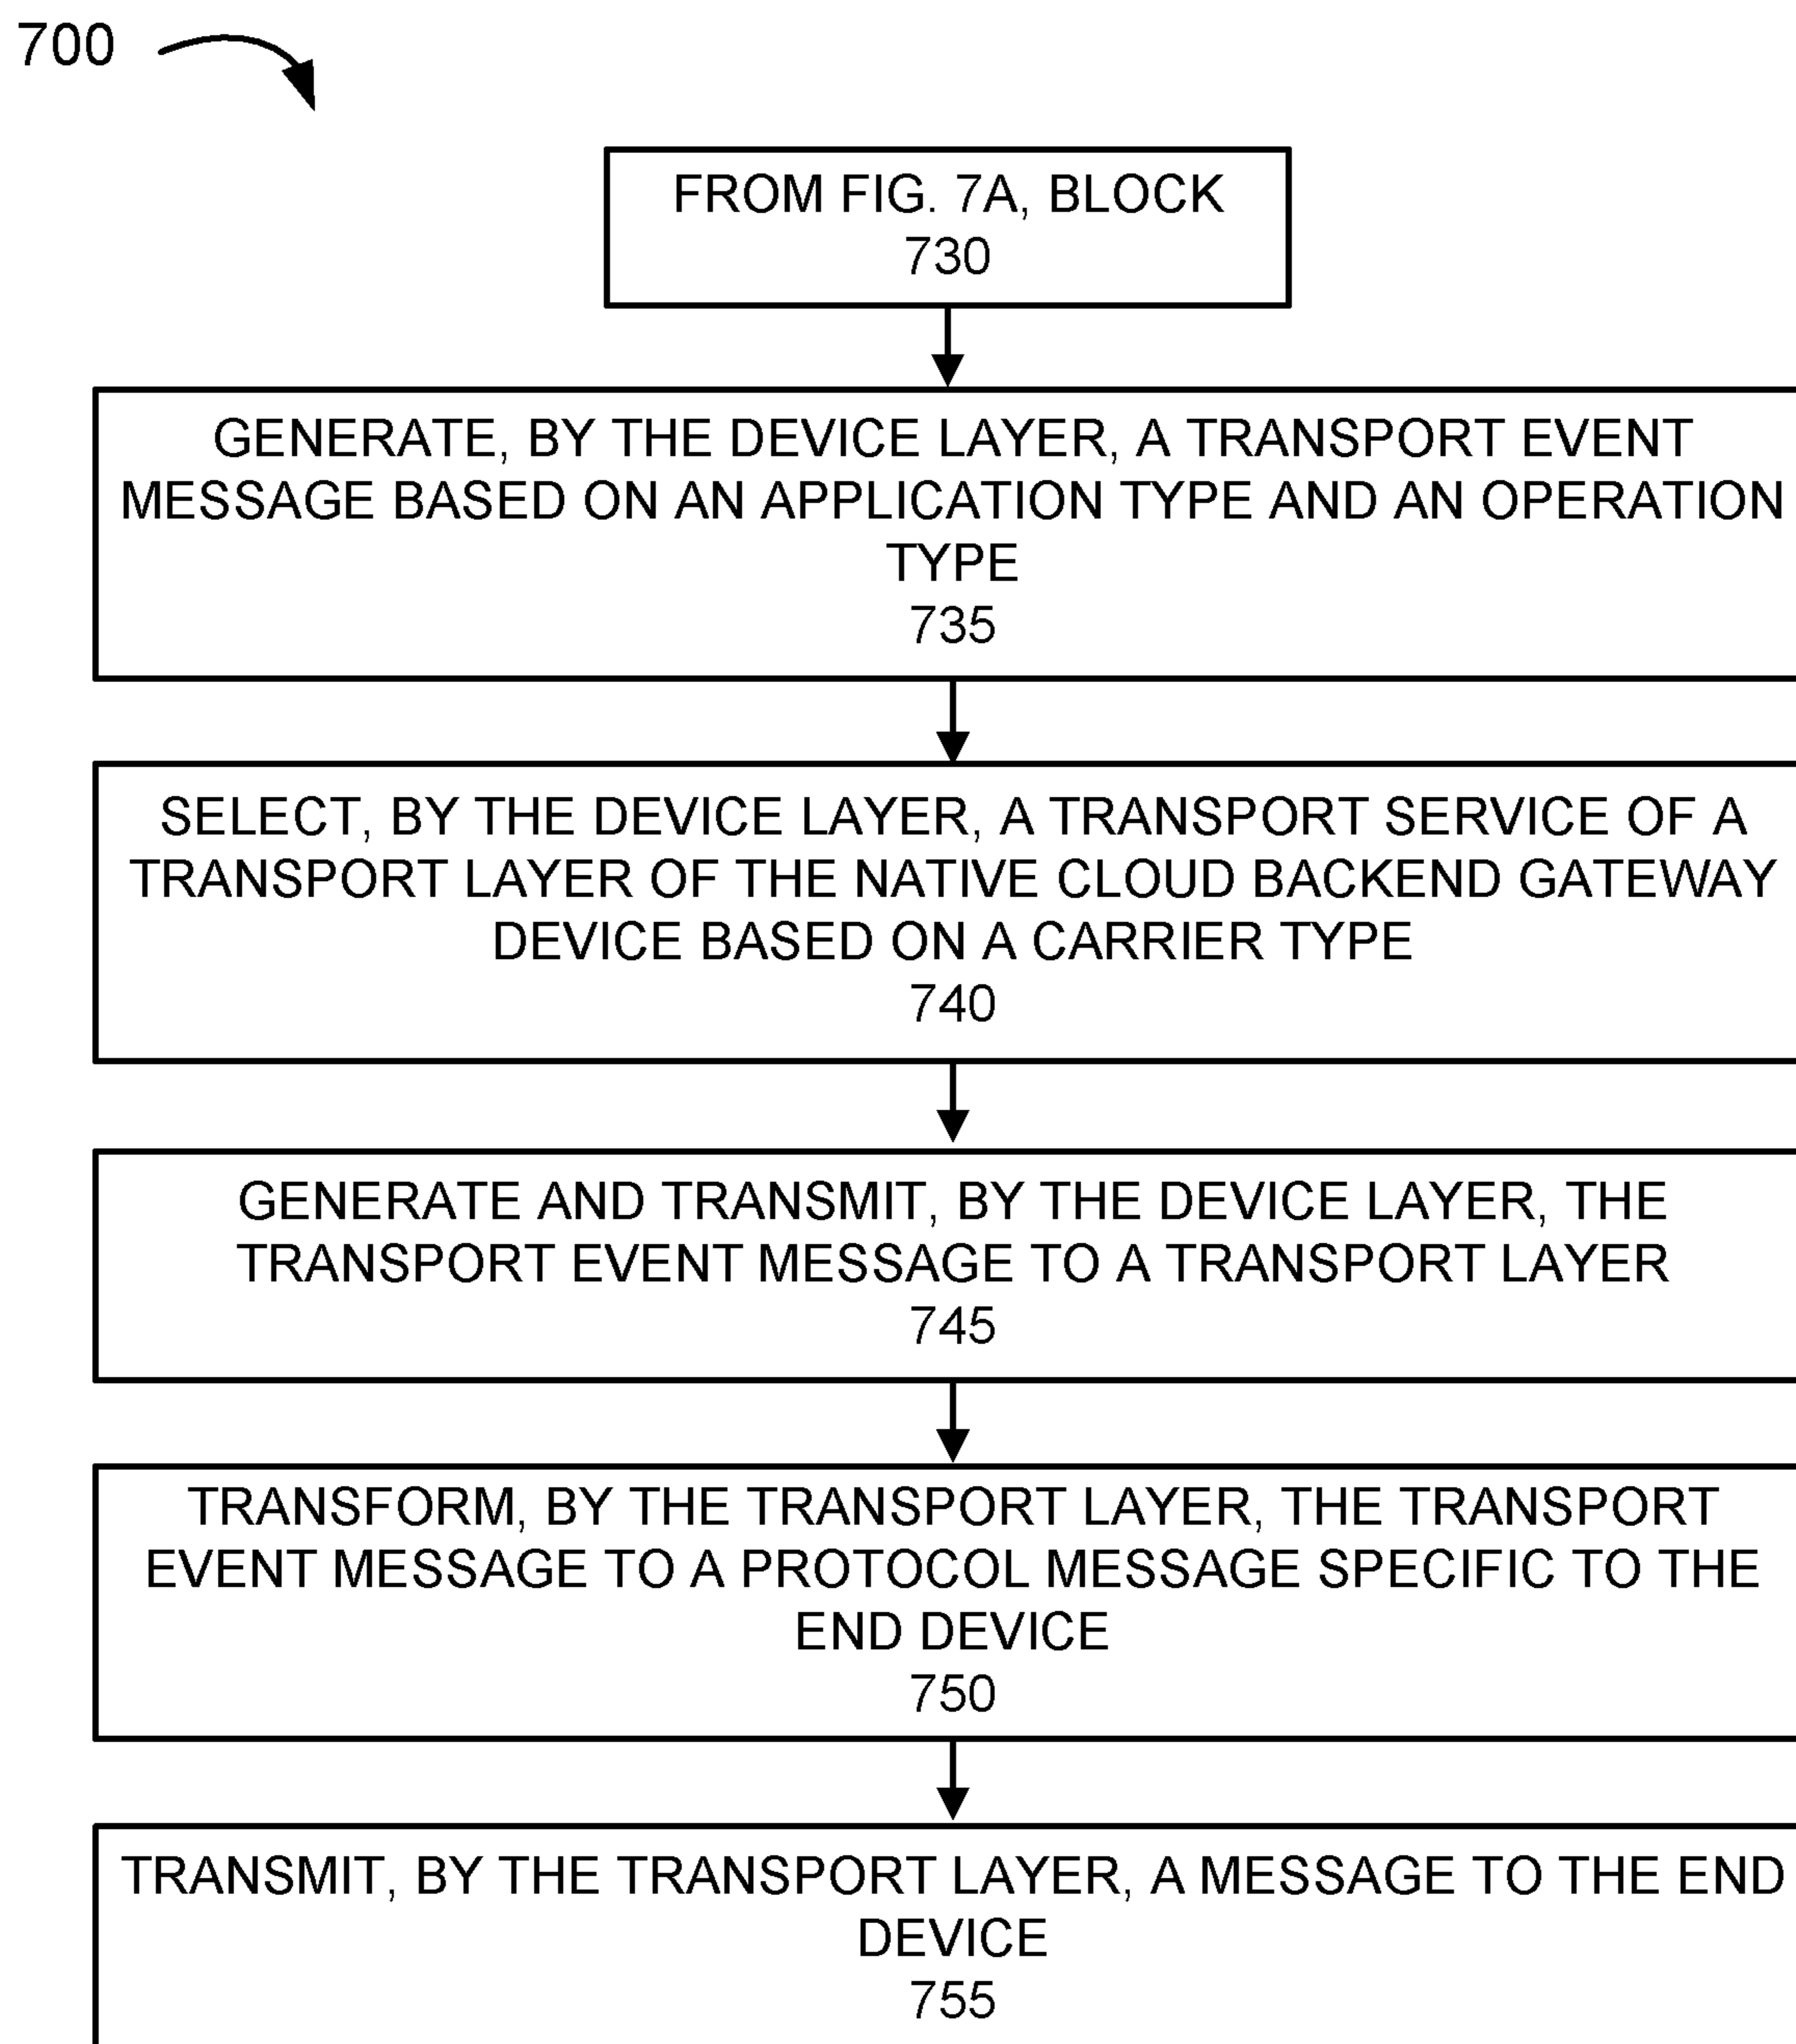 700
FROM FIG. 7A, BLOCK
730
GENERATE, BY THE DEVICE LAYER, A TRANSPORT EVENT
MESSAGE BASED ON AN APPLICATION TYPE AND AN OPERATION
TYPE
735
SELECT, BY THE DEVICE LAYER, A TRANSPORT SERVICE OF A
TRANSPORT LAYER OF THE NATIVE CLOUD BACKEND GATEWAY
DEVICE BASED ON A CARRIER TYPE
740
GENERATE AND TRANSMIT, BY THE DEVICE LAYER, THE
TRANSPORT EVENT MESSAGE TO A TRANSPORT LAYER
745
TRANSFORM, BY THE TRANSPORT LAYER, THE TRANSPORT
EVENT MESSAGE TO A PROTOCOL MESSAGE SPECIFIC TO THE
END DEVICE
750
TRANSMIT, BY THE TRANSPORT LAYER, A MESSAGE TO THE END
DEVICE
755